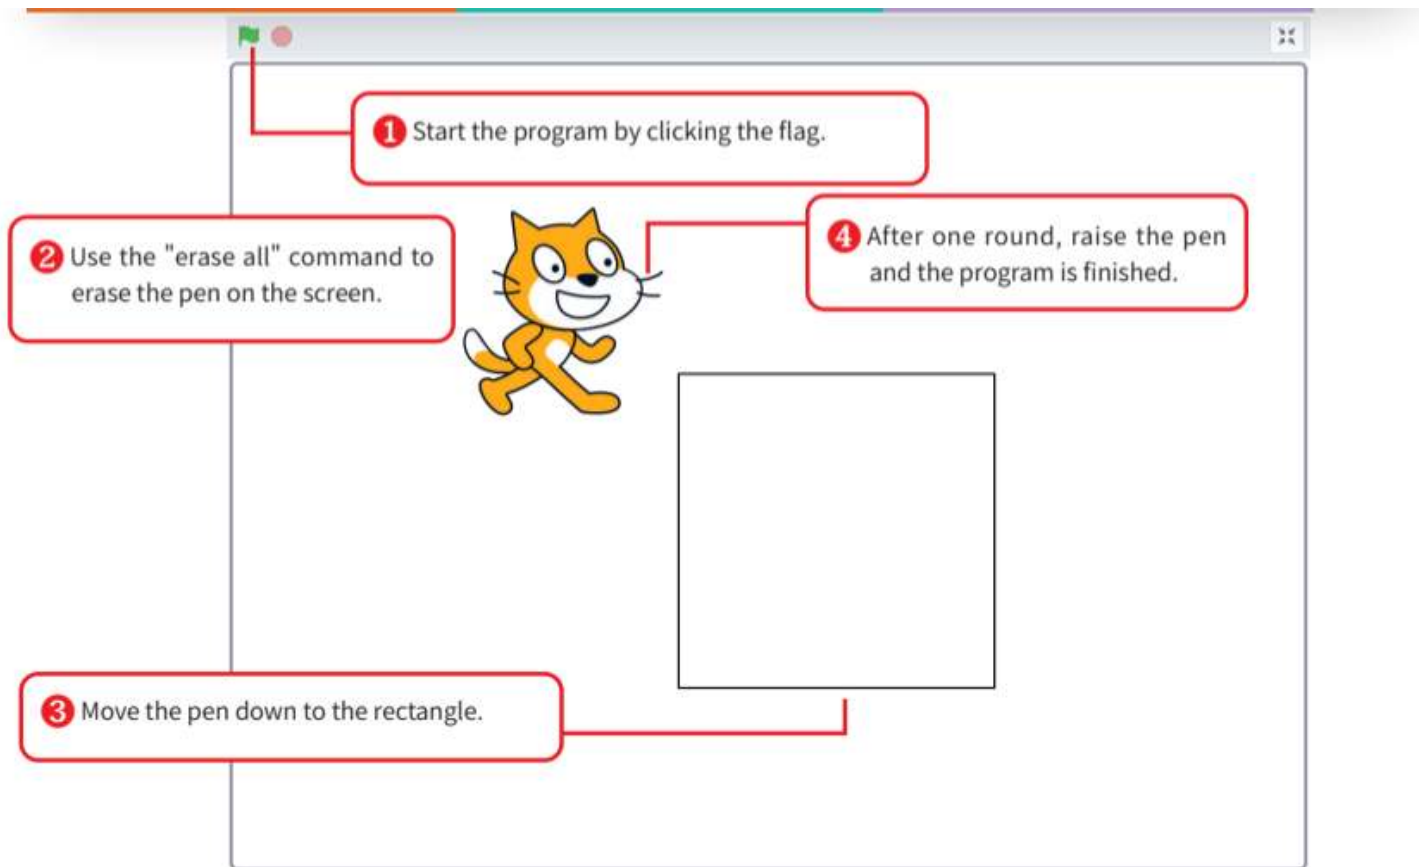 1 Start the program by clicking the flag.
2 Use the "erase all" command to
erase the pen on the screen.
4 After one round, raise the pen
and the program is finished.
3 Move the pen down to the rectangle.